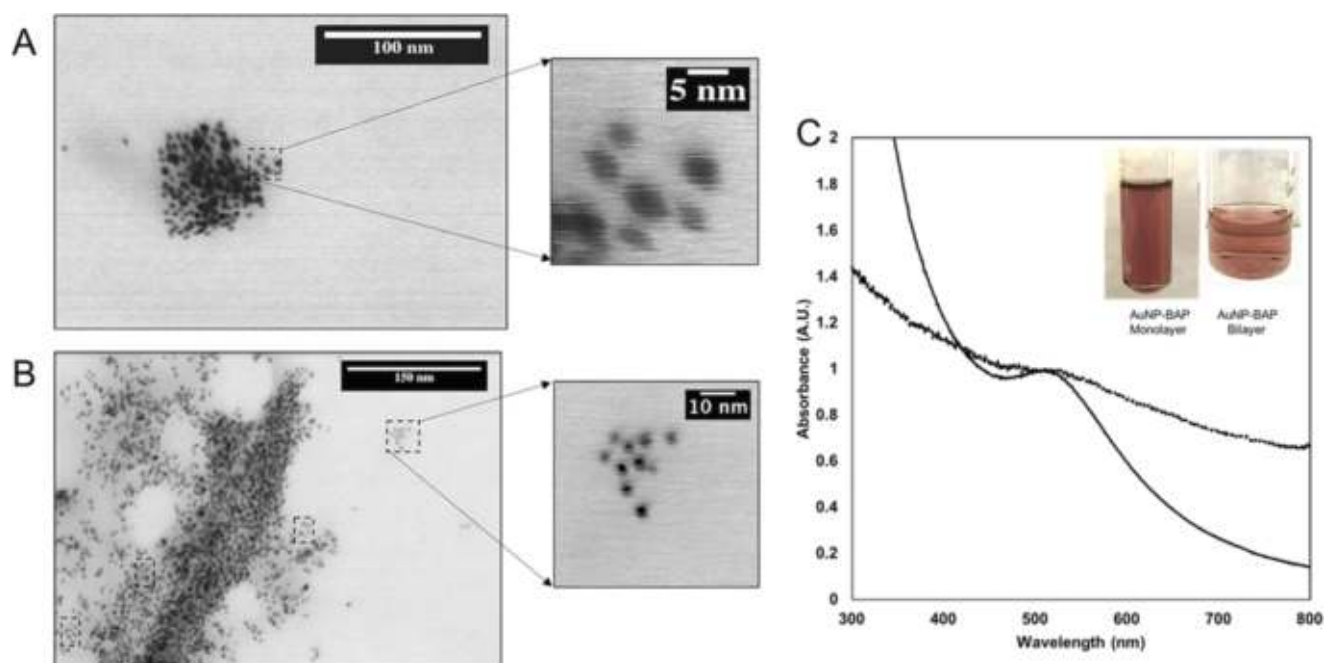 A
100 nm
5 nm
B
150 nm
10 nm
C
Absorbance (A.U.)
2
1.8
1.6
1.4
1.2
1
0.8
0.6
0.4
0.2
0
300 400 500 600 700 800
Wavelength (nm)
AuNP-BAP AuNP-BAP
Monolayer Bilayer